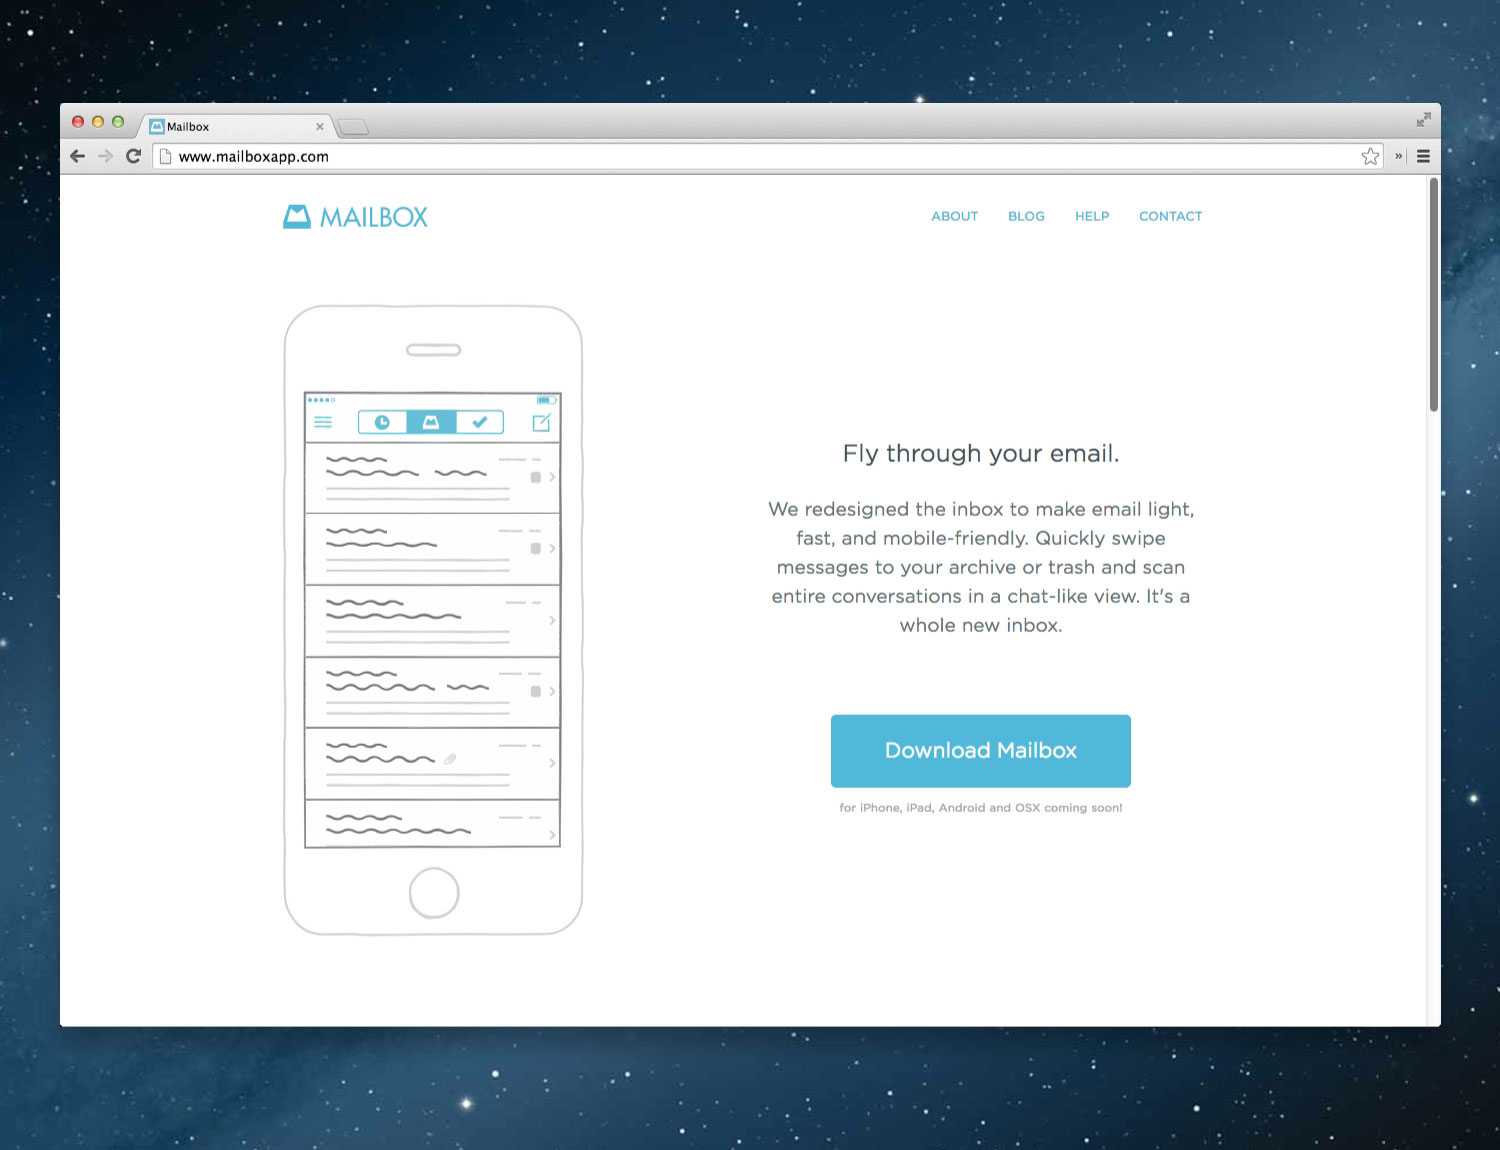 Mailbox
www.mailboxapp.com
MAILBOX
ABOUT BLOG HELP CONTACT
Fly through your email.
We redesigned the inbox to make email light,
fast, and mobile-friendly. Quickly swipe
messages to your archive or trash and scan
entire conversations in a chat-like view. It's a
whole new inbox.
Download Mailbox
for iPhone, iPad, Android and OSX coming soon!